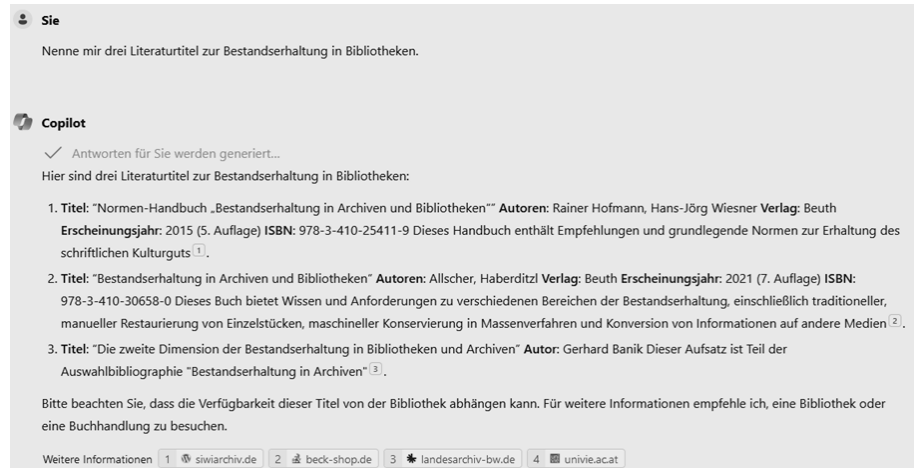 Sie
Nenne mir drei Literaturtitel zur Bestandserhaltung in Bibliotheken.
Copilot
Antworten für Sie werden generiert...
Hier sind drei Literaturtitel zur Bestandserhaltung in Bibliotheken:
1. Titel: “Normen-Handbuch „Bestandserhaltung in Archiven und Bibliotheken“” Autoren: Rainer Hofmann, Hans-Jörg Wiesner Verlag: Beuth
Erscheinungsjahr: 2015 (5. Auflage) ISBN: 978-3-410-25411-9 Dieses Handbuch enthält Empfehlungen und grundlegende Normen zur Erhaltung des
schriftlichen Kulturguts 1 .
2. Titel: “Bestandserhaltung in Archiven und Bibliotheken” Autoren: Allscher, Haberditzl Verlag: Beuth Erscheinungsjahr: 2021 (7. Auflage) ISBN:
978-3-410-30658-0 Dieses Buch bietet Wissen und Anforderungen zu verschiedenen Bereichen der Bestandserhaltung, einschließlich traditioneller,
manueller Restaurierung von Einzelstücken, maschineller Konservierung in Massenverfahren und Konversion von Informationen auf andere Medien 2 .
3. Titel: “Die zweite Dimension der Bestandserhaltung in Bibliotheken und Archiven” Autor: Gerhard Banik Dieser Aufsatz ist Teil der
Auswahlbibliographie “Bestandserhaltung in Archiven” 3 .
Bitte beachten Sie, dass die Verfügbarkeit dieser Titel von der Bibliothek abhängen kann. Für weitere Informationen empfehle ich, eine Bibliothek oder
eine Buchhandlung zu besuchen.
Weitere Informationen 1 siwiarchiv.de 2 beck-shop.de 3 landesarchiv-bw.de 4 univie.ac.at